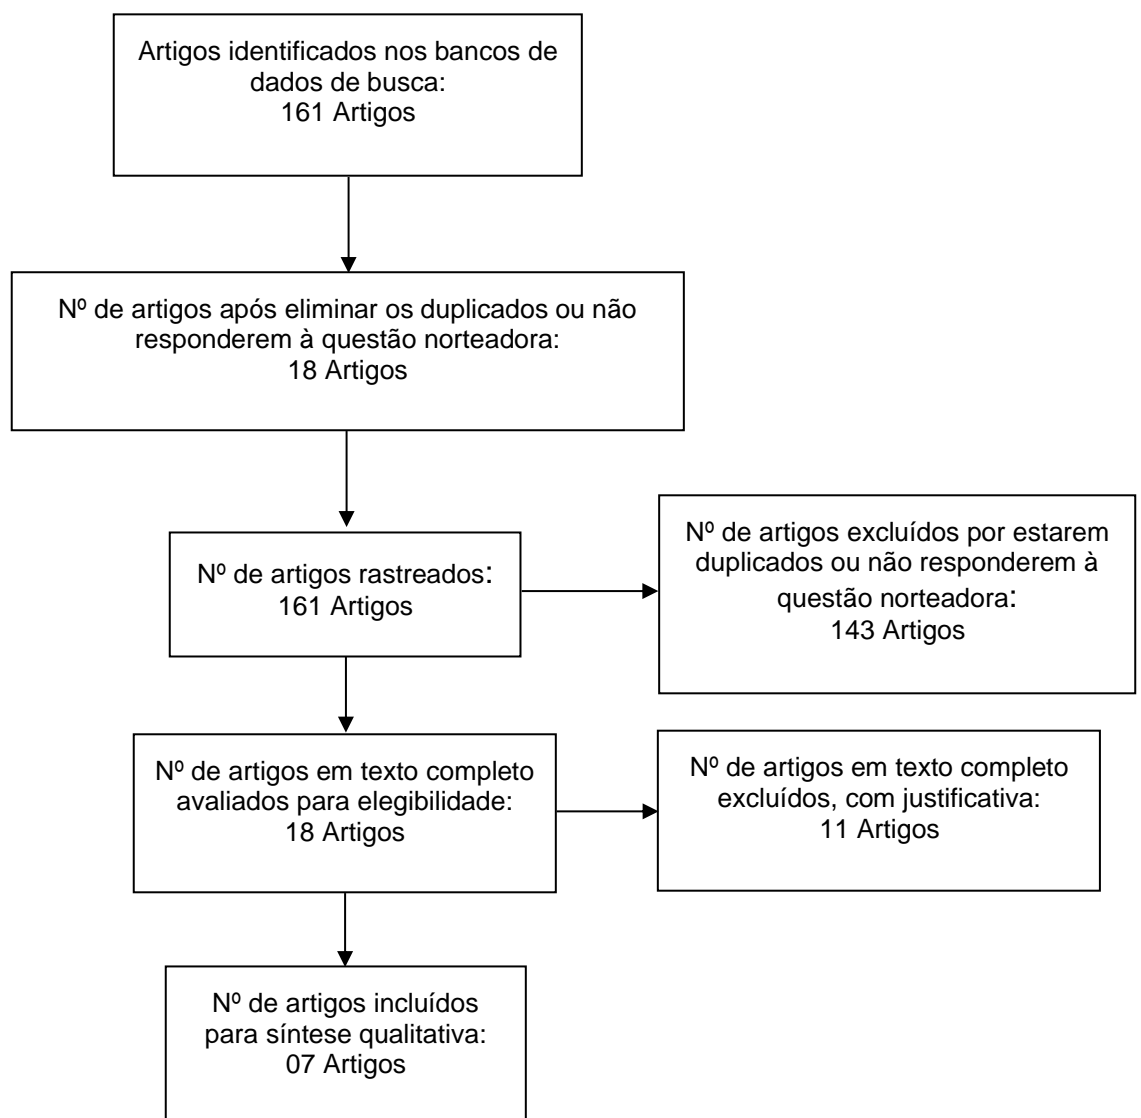 Artigos identificados nos bancos de
dados de busca:
161 Artigos
Nº de artigos após eliminar os duplicados ou não
responderem à questão norteadora:
18 Artigos
Nº de artigos rastreados:
161 Artigos
Nº de artigos excluídos por estarem
duplicados ou não responderem à
questão norteadora:
143 Artigos
Nº de artigos em texto completo
avaliados para elegibilidade:
18 Artigos
Nº de artigos em texto completo
excluídos, com justificativa:
11 Artigos
Nº de artigos incluídos
para síntese qualitativa:
07 Artigos